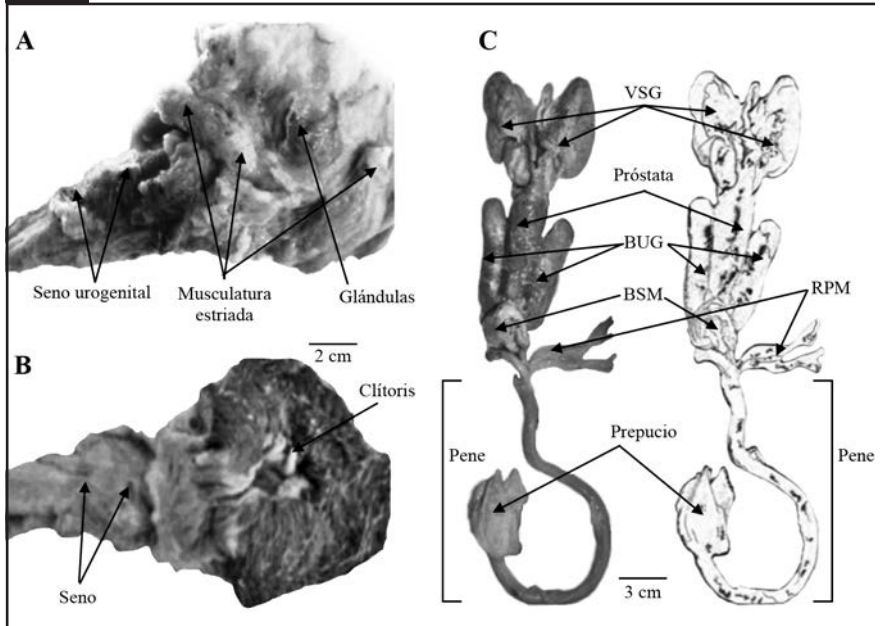 A
Seno urogenital
Musculatura
estriada
Glándulas
2 cm
B
Clítoris
Seno
C
VSG
Próstata
BUG
BSM
RPM
Pene
Prepucio
Pene
3 cm